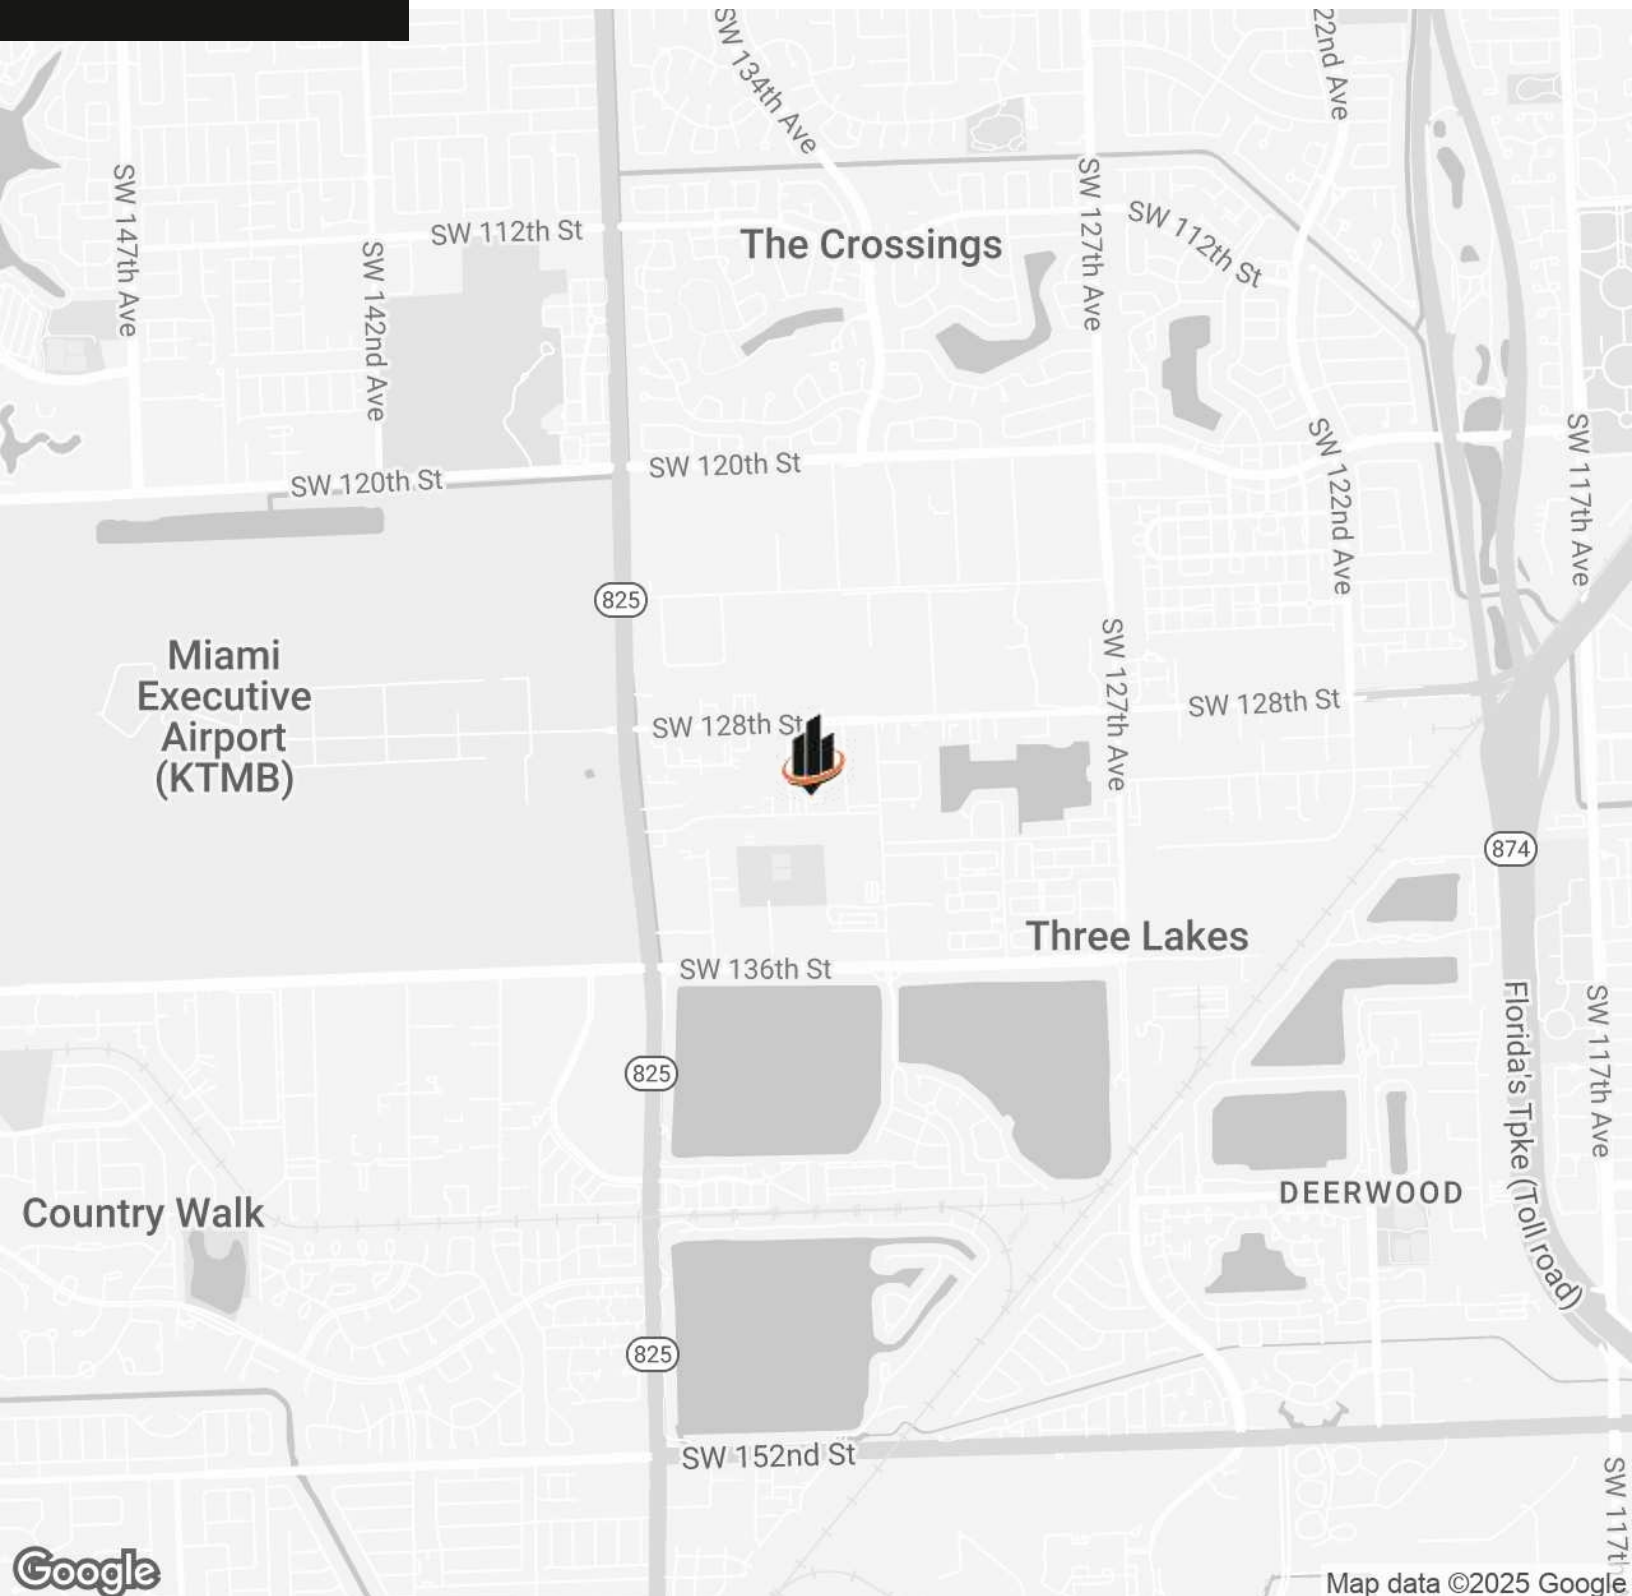 SW 134th Ave
22nd Ave
SW 147th Ave
SW 142nd Ave
SW 112th St
The Crossings
SW 127th Ave
SW 112th St
SW 120th St
SW 120th St
SW 122nd Ave
SW 117th Ave
825
Miami
Executive
Airport
(KTMB)
SW 128th St
SW 127th Ave
SW 128th St
874
Three Lakes
SW 136th St
825
Florida's Tpke (Toll road)
SW 117th Ave
Country Walk
DEERWOOD
825
SW 152nd St
SW 117th
Google
Map data ©2025 Google